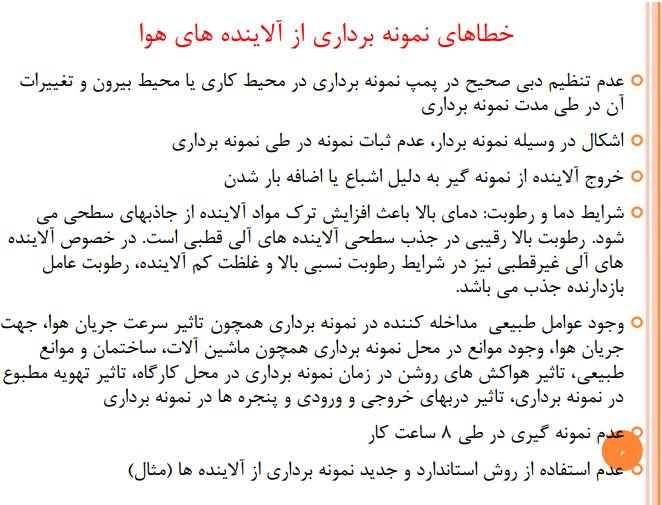 خطاهای نمونه برداری از آلاینده های هوا
عدم تنظیم دبی صحیح در پمپ نمونه برداری در محیط کاری یا محیط بیرون و تغییرات
آن در طی مدت نمونه برداری
اشکال در وسیله نمونه بردار، عدم ثبات نمونه در طی نمونه برداری
خروج آلاینده از نمونه گیر به دلیل اشباع یا اضافه بار شدن
شرایط دما و رطوبت: دمای بالا باعث افزایش ترک مواد آلاینده از جاذبهای سطحی می
شود. رطوبت بالا رقیبی در جذب سطحی آلاینده های آلی قطبی است. در خصوص آلاینده
های آلی غیرقطبی نیز در شرایط رطوبت نسبی بالا و غلظت کم آلاینده، رطوبت عامل
بازدارنده جذب می باشد.
وجود عوامل طبیعی مداخله کننده در نمونه برداری همچون تاثیر سرعت جریان هوا، جهت
جریان هوا، وجود موانع در محل نمونه برداری همچون ماشین آلات، ساختمان و موانع
طبیعی، تاثیر هواکش های روشن در زمان نمونه برداری در محل کارگاه، تاثیر تهویه مطبوع
در نمونه برداری، تاثیر دربهای خروجی و ورودی و پنجره ها در نمونه برداری
عدم نمونه گیری در طی ۸ ساعت کار
عدم استفاده از روش استاندارد و جدید نمونه برداری از آلاینده ها (مثال)